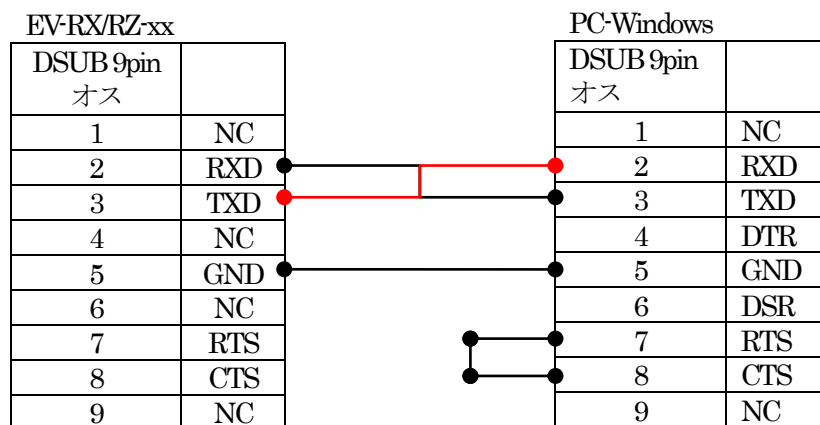 EV-RX/RZ-xx
DSUB 9pin
オス
1 NC
2 RXD
3 TXD
4 NC
5 GND
6 NC
7 RTS
8 CTS
9 NC
PC-Windows
DSUB 9pin
オス
1 NC
2 RXD
3 TXD
4 DTR
5 GND
6 DSR
7 RTS
8 CTS
9 NC